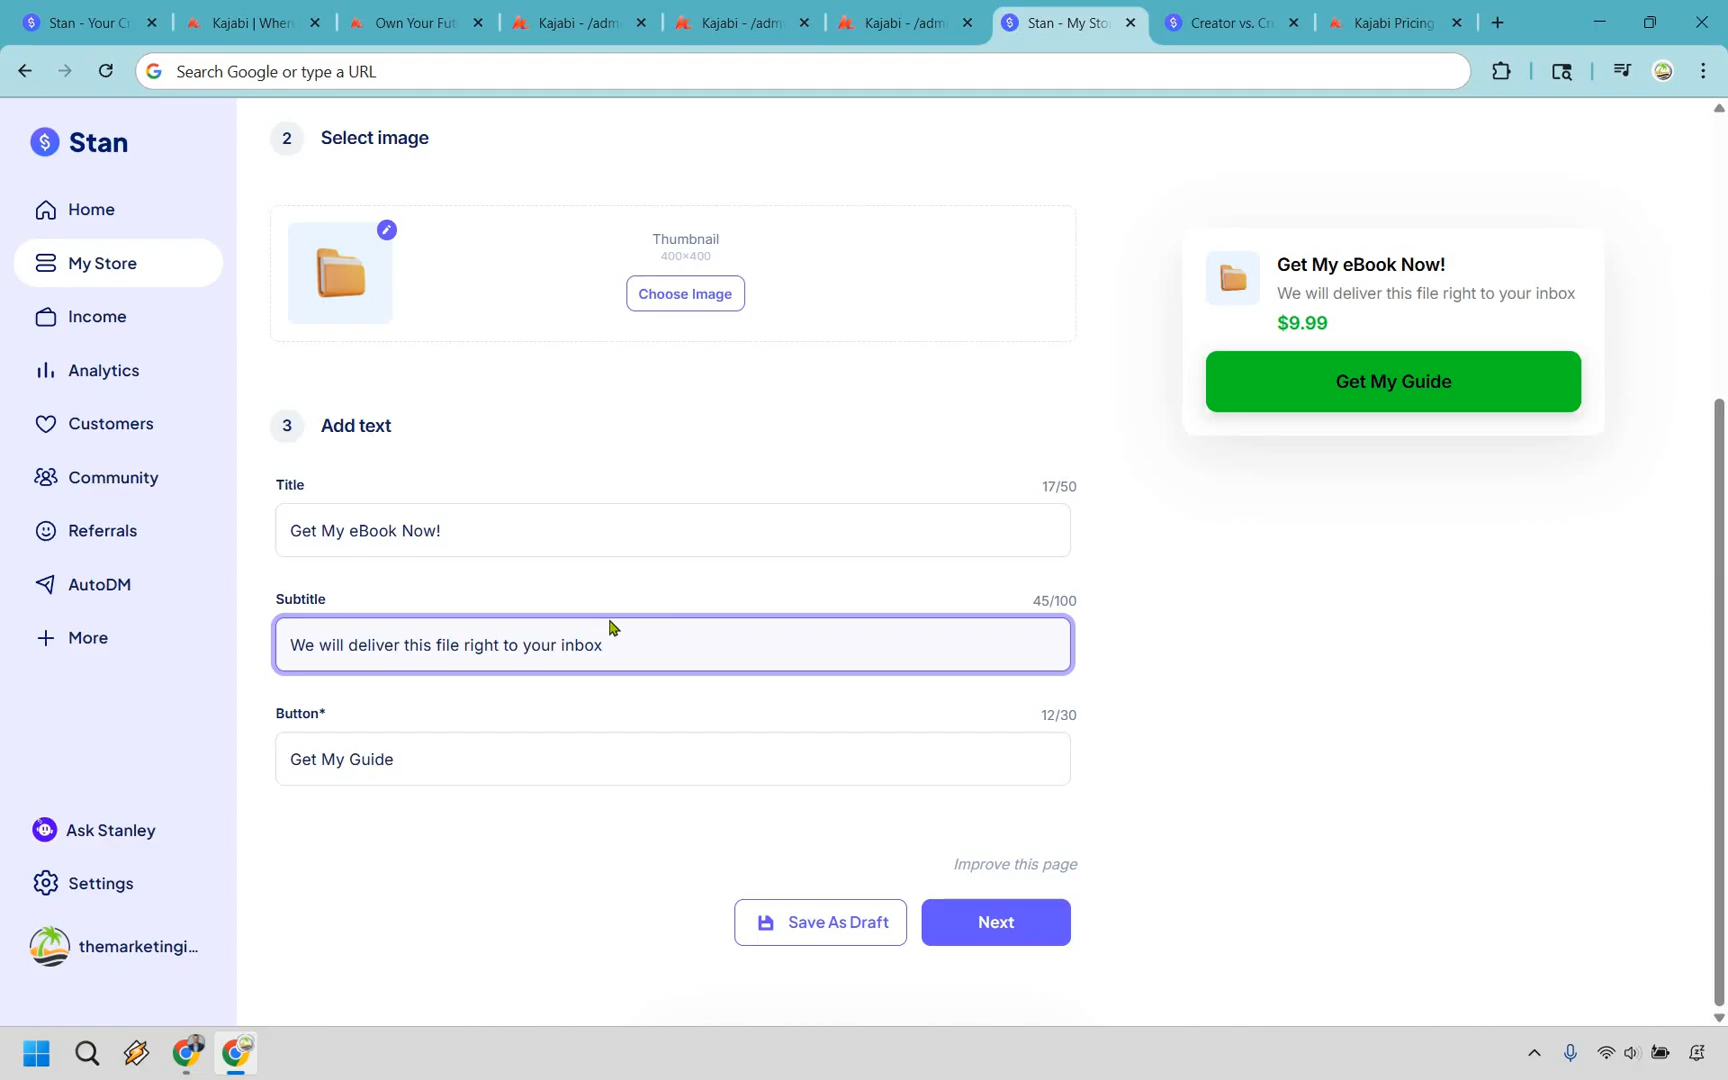 Stan - Your C
Kajabi | Wher
Own Your Fut
Kajabi - /adm
Kajabi - /adm
Kajabi - /adm
Stan - My Sto
Creator vs. Cr
Kajabi Pricing
Search Google or type a URL
Stan
Home
My Store
Income
Analytics
Customers
Community
Referrals
AutoDM
More
Ask Stanley
Settings
themarketingi...
2 Select image
Thumbnail
400×400
Choose Image
3 Add text
Title 17/50
Get My eBook Now!
Subtitle 45/100
We will deliver this file right to your inbox
Button* 12/30
Get My Guide
Improve this page
Save As Draft
Next
Get My eBook Now!
We will deliver this file right to your inbox
$9.99
Get My Guide